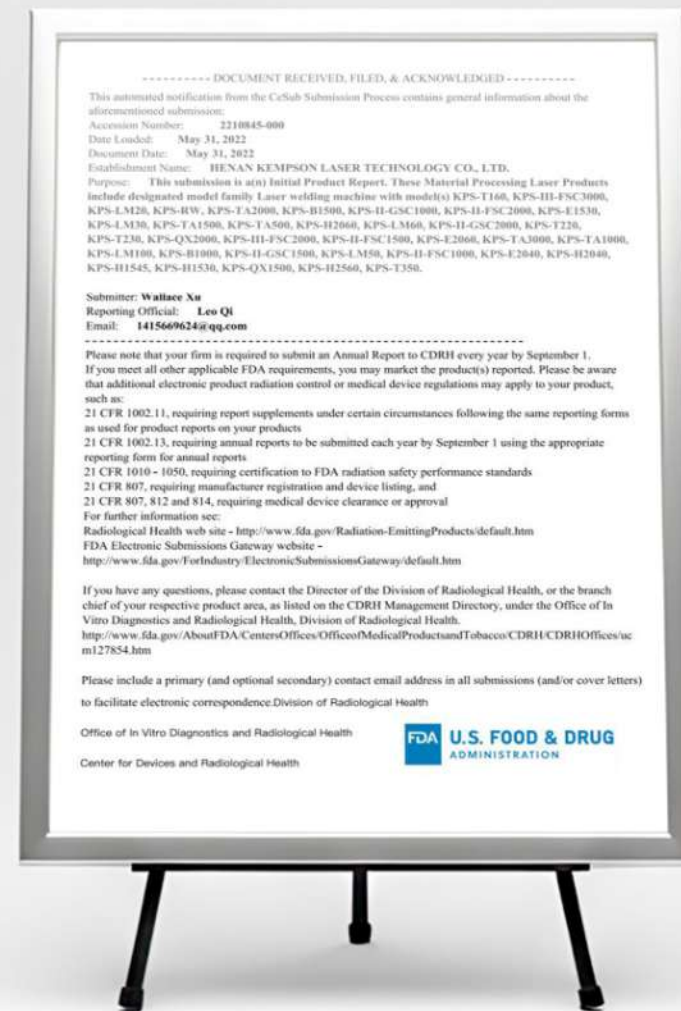 ---------- DOCUMENT RECEIVED, FILED, & ACKNOWLEDGED ----------
This automated notification from the CeSub Submission Process contains general information about the
aforementioned submission:
Accession Number: 2210845-000
Date Loaded: May 31, 2022
Document Date: May 31, 2022
Establishment Name: HENAN KEMPSON LASER TECHNOLOGY CO., LTD.
Purpose: This submission is a(n) Initial Product Report. These Material Processing Laser Products
include designated model family Laser welding machine with model(s) KPS-T160, KPS-III-FSC3000,
KPS-LM20, KPS-RW, KPS-TA2000, KPS-B1500, KPS-II-GSC1000, KPS-II-FSC2000, KPS-E1530,
KPS-LM30, KPS-TA1500, KPS-TA500, KPS-H2060, KPS-LM60, KPS-II-GSC2000, KPS-T220,
KPS-T230, KPS-QX2000, KPS-III-FSC2000, KPS-II-FSC1500, KPS-E2060, KPS-TA3000, KPS-TA1000,
KPS-LM100, KPS-B1000, KPS-II-GSC1500, KPS-LM50, KPS-II-FSC1000, KPS-E2040, KPS-H2040,
KPS-H1545, KPS-H1530, KPS-QX1500, KPS-H2560, KPS-T350.
Submitter: Wallace Xu
Reporting Official: Leo Qi
Email: 1415669624@qq.com
------------------------------------------------------------
Please note that your firm is required to submit an Annual Report to CDRH every year by September 1.
If you meet all other applicable FDA requirements, you may market the product(s) reported. Please be aware
that additional electronic product radiation control or medical device regulations may apply to your product,
such as:
21 CFR 1002.11, requiring report supplements under certain circumstances following the same reporting forms
as used for product reports on your products
21 CFR 1002.13, requiring annual reports to be submitted each year by September 1 using the appropriate
reporting form for annual reports
21 CFR 1010 - 1050, requiring certification to FDA radiation safety performance standards
21 CFR 807, requiring manufacturer registration and device listing, and
21 CFR 807, 812 and 814, requiring medical device clearance or approval
For further information see:
Radiological Health web site - http://www.fda.gov/Radiation-EmittingProducts/default.htm
FDA Electronic Submissions Gateway website -
http://www.fda.gov/ForIndustry/ElectronicSubmissionsGateway/default.htm
If you have any questions, please contact the Director of the Division of Radiological Health, or the branch
chief of your respective product area, as listed on the CDRH Management Directory, under the Office of In
Vitro Diagnostics and Radiological Health, Division of Radiological Health.
http://www.fda.gov/AboutFDA/CentersOffices/OfficeofMedicalProductsandTobacco/CDRH/CDRHOffices/uc
m127854.htm
Please include a primary (and optional secondary) contact email address in all submissions (and/or cover letters)
to facilitate electronic correspondence.Division of Radiological Health
Office of In Vitro Diagnostics and Radiological Health
Center for Devices and Radiological Health
FDA U.S. FOOD & DRUG
ADMINISTRATION